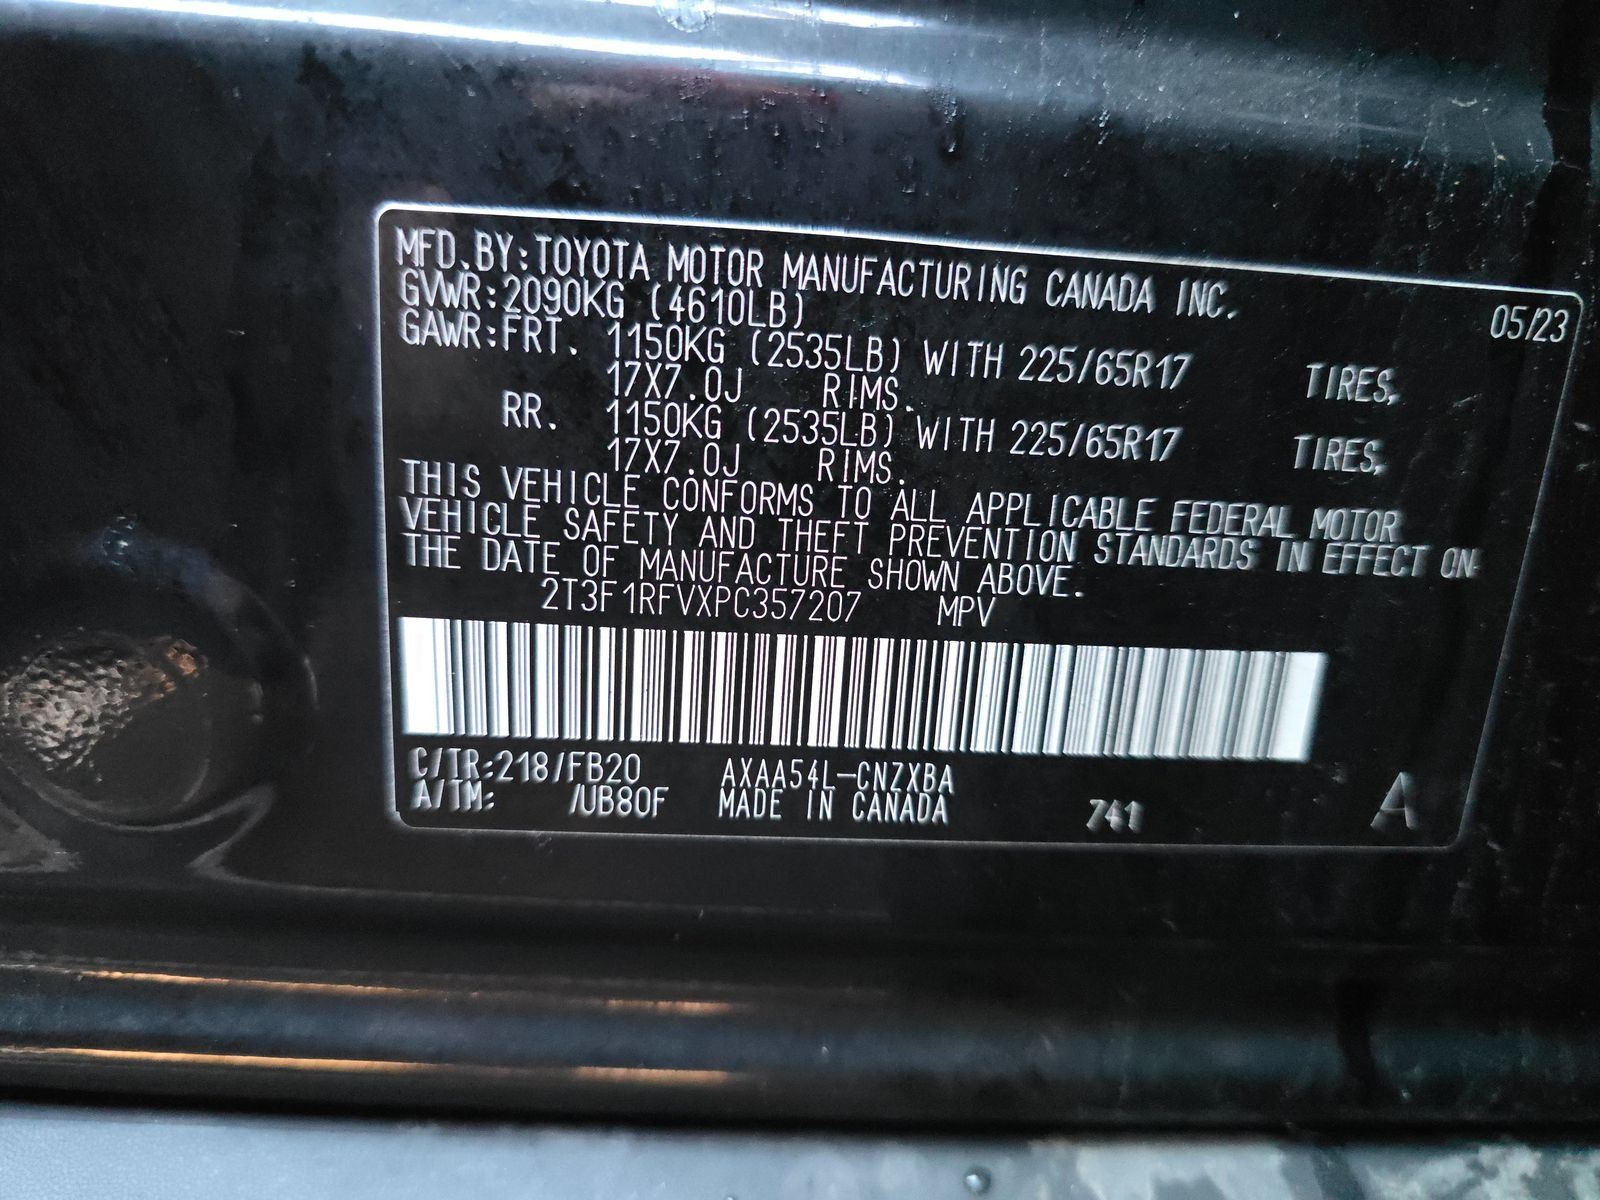 MFD.BY:TOYOTA MOTOR MANUFACTURING CANADA INC. 05/23
GVWR:2090KG (4610LB)
GAWR:FRT. 1150KG (2535LB) WITH 225/65R17 TIRES,
17X7.0J RIMS.
RR. 1150KG (2535LB) WITH 225/65R17 TIRES,
17X7.0J RIMS.
THIS VEHICLE CONFORMS TO ALL APPLICABLE FEDERAL MOTOR
VEHICLE SAFETY AND THEFT PREVENTION STANDARDS IN EFFECT ON
THE DATE OF MANUFACTURE SHOWN ABOVE.
2T3F1RFVXPC357207 MPV
C/TR:218/FB20 AXAA54L-CNZXBA
A/TM: /UB80F MADE IN CANADA 741 A